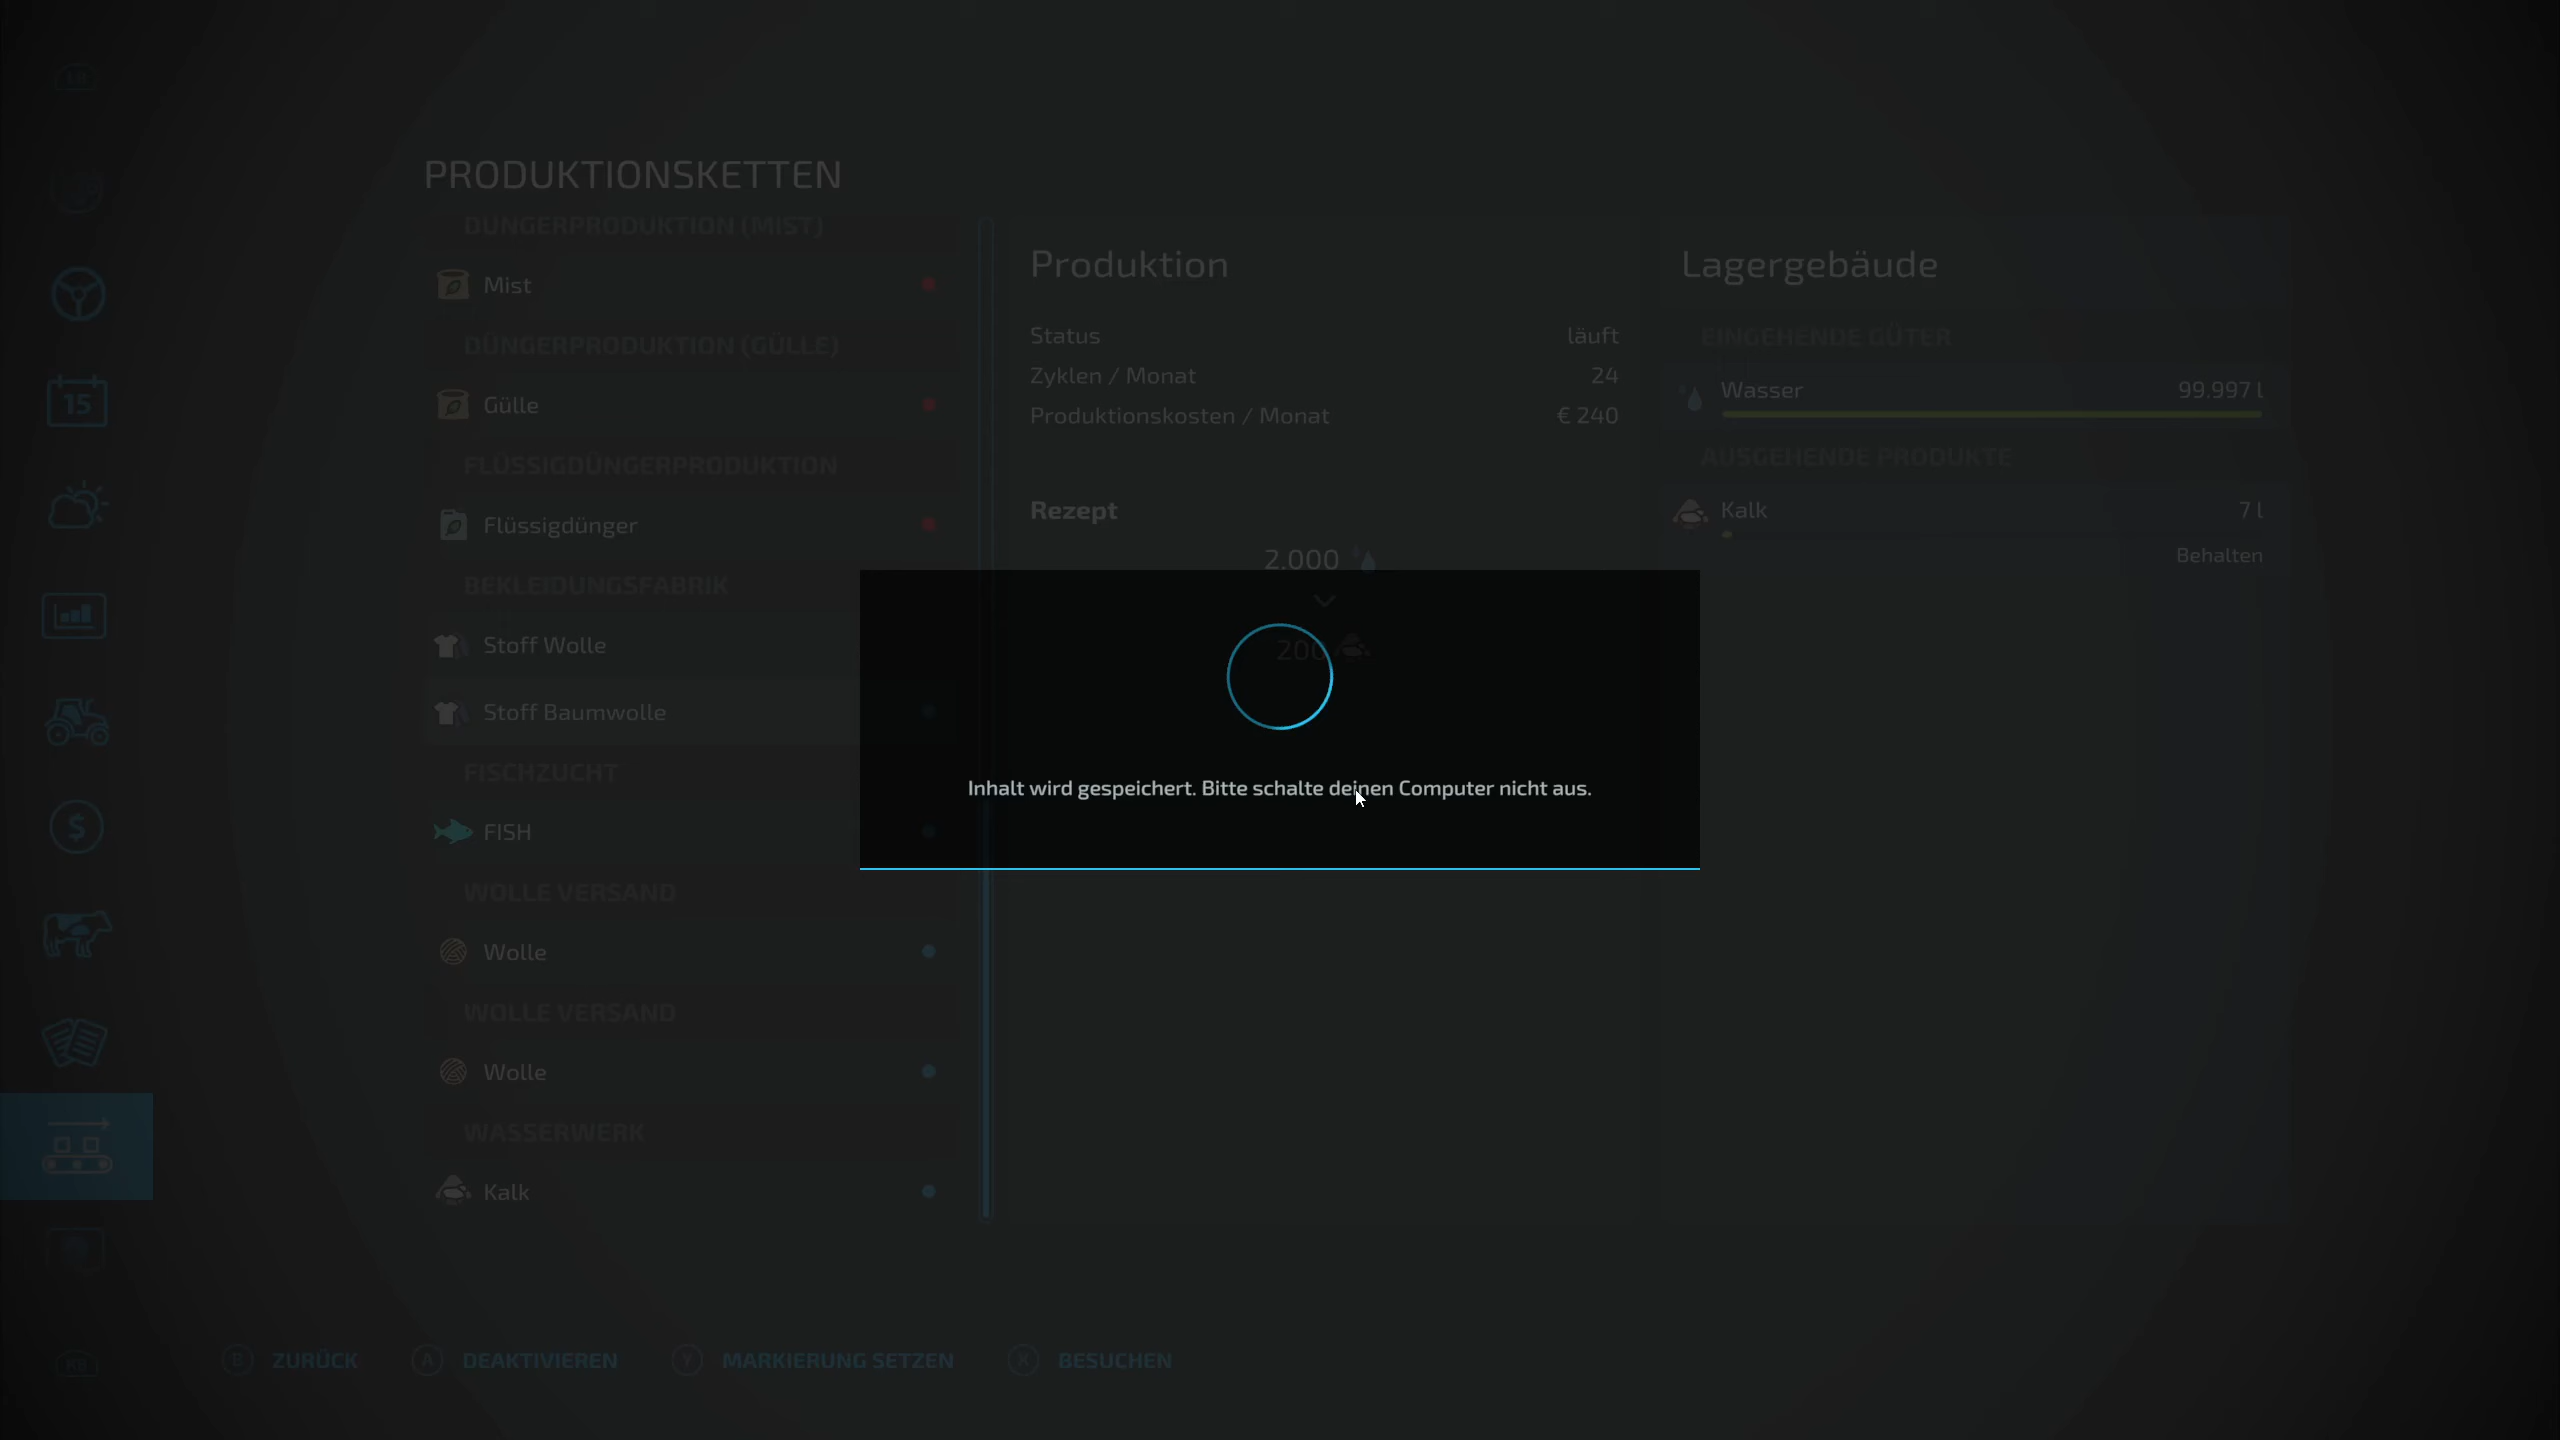 PRODUKTIONSKETTEN
DÜNGERPRODUKTION (MIST)
Mist
DÜNGERPRODUKTION (GÜLLE)
Gülle
FLÜSSIGDÜNGERPRODUKTION
Flüssigdünger
BEKLEIDUNGSFABRIK
Stoff Wolle
Stoff Baumwolle
FISCHZUCHT
FISH
WOLLE VERSAND
Wolle
WOLLE VERSAND
Wolle
WASSERWERK
Kalk
Produktion
Status läuft
Zyklen / Monat 24
Produktionskosten / Monat € 240
Rezept
2.000
200
Lagergebäude
EINGEHENDE GÜTER
Wasser 99.997 l
AUSGEHENDE PRODUKTE
Kalk 7 l
Behalten
Inhalt wird gespeichert. Bitte schalte deinen Computer nicht aus.
15
$
B ZURÜCK A DEAKTIVIEREN Y MARKIERUNG SETZEN X BESUCHEN